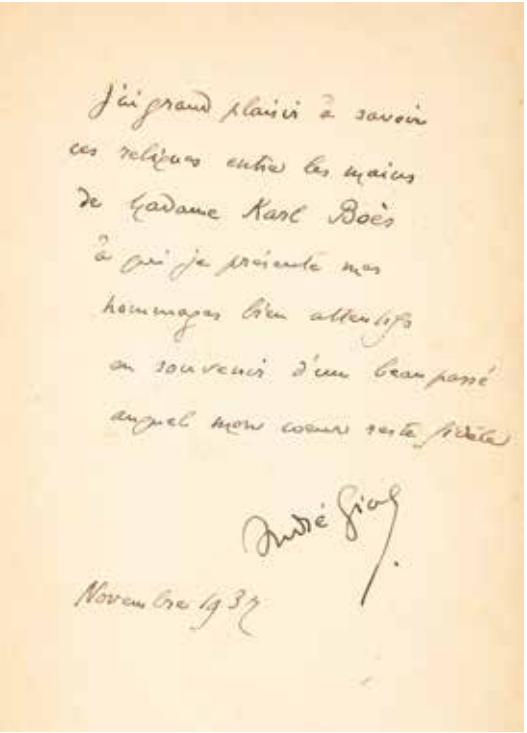 J'ai grand plaisir à savoir
ces reliques entre les mains
de Madame Karl Boès
à qui je présente mes
hommages bien attentifs
en souvenir d'un beau passé
auquel mon coeur reste fidèle
André Gide
Novembre 1937